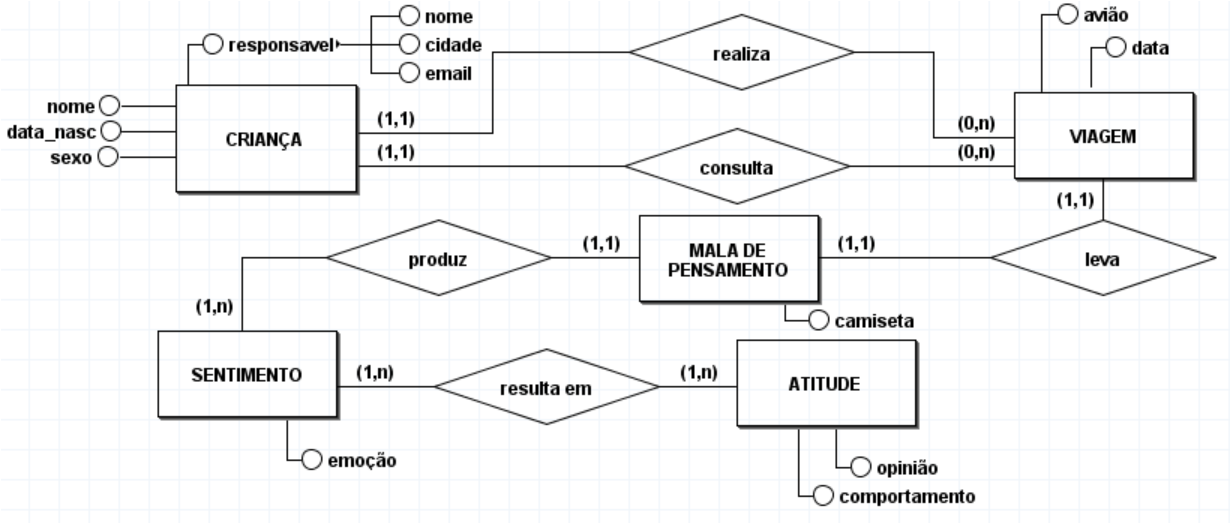 nome
responsavel
cidade
email
nome
data_nasc
sexo
CRIANÇA
(1,1)
(1,1)
realiza
consulta
(0,n)
(0,n)
avião
data
VIAGEM
(1,1)
produz
(1,1)
MALA DE
PENSAMENTO
(1,1)
leva
camiseta
(1,n)
SENTIMENTO
(1,n)
resulta em
(1,n)
ATITUDE
emoção
opinião
comportamento